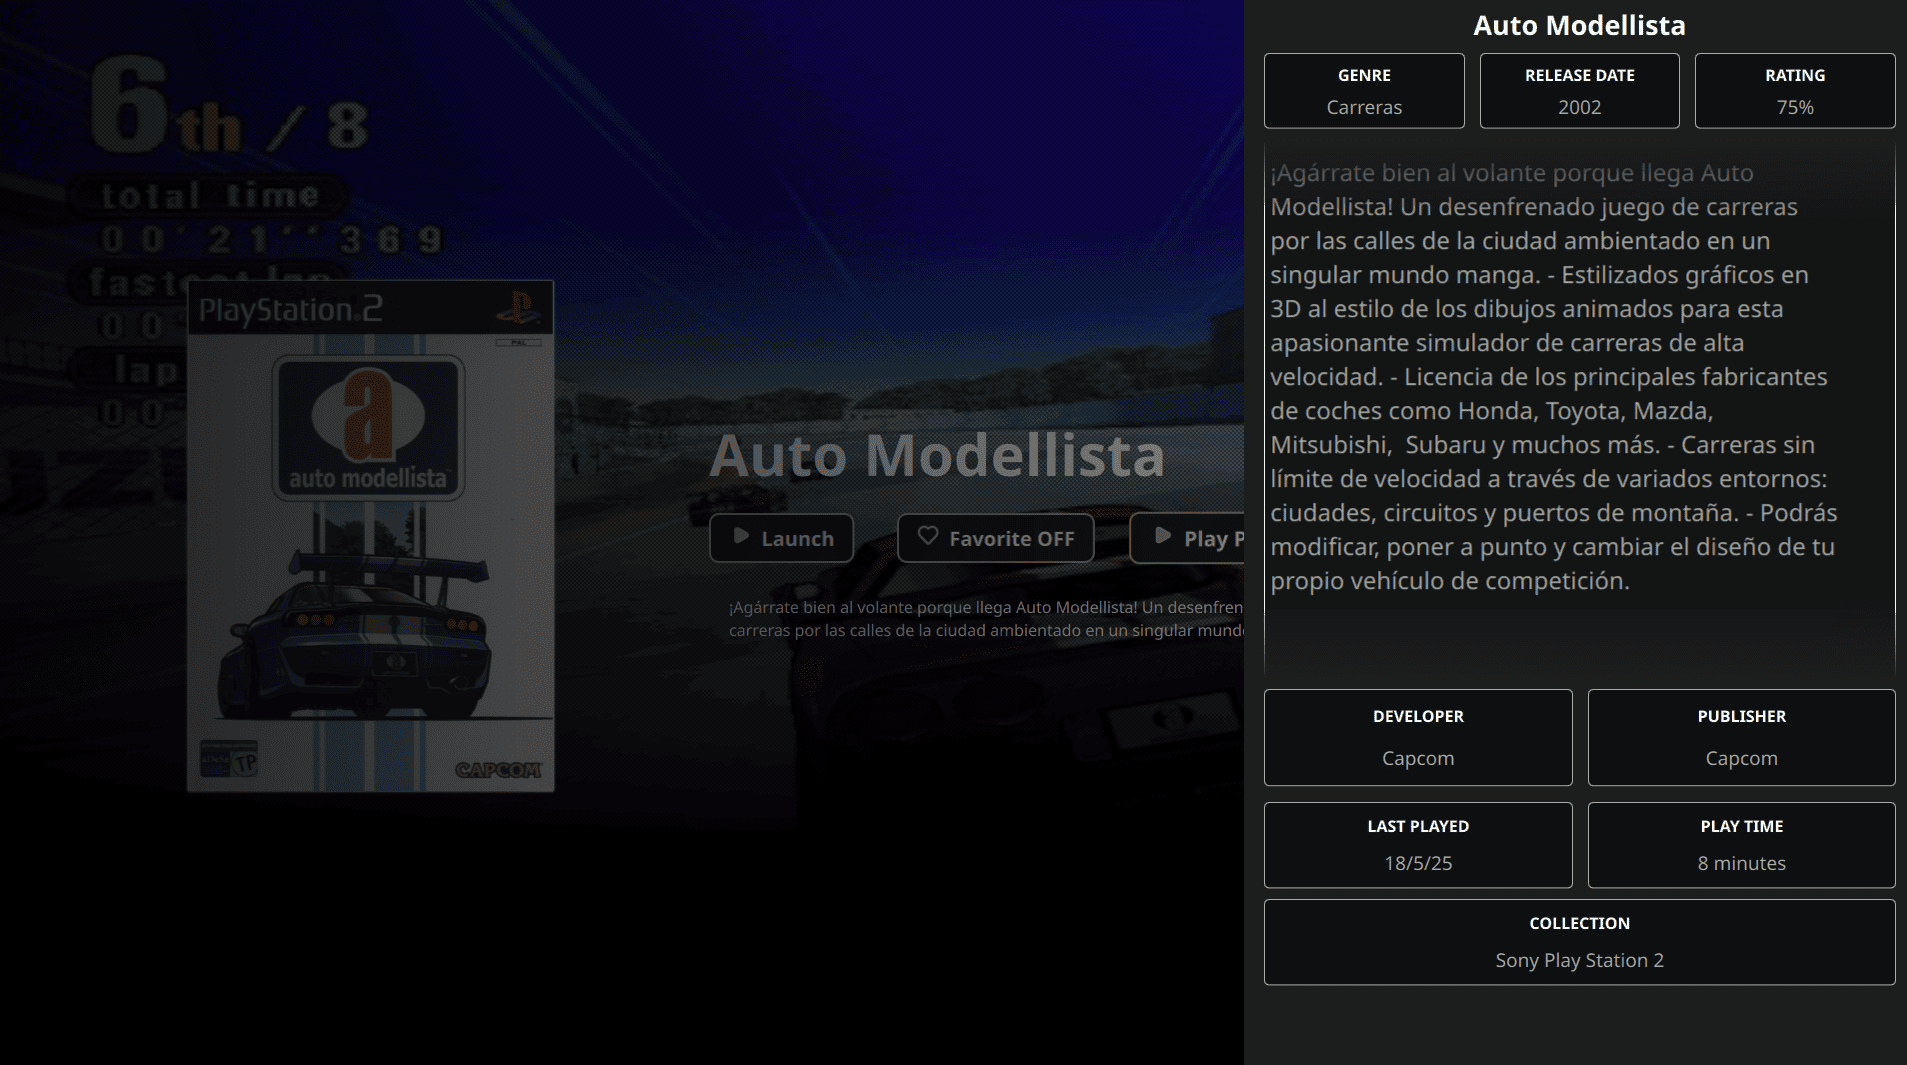 6th / 8
total time
00'21''369
fastest lap
00
lap
00
PlayStation 2
PAL
a
auto modellista
TP
CAPCOM
Auto Modellista
Launch
Favorite OFF
Play P
¡Agárrate bien al volante porque llega Auto Modellista! Un desenfren
carreras por las calles de la ciudad ambientado en un singular mund
Auto Modellista
GENRE
Carreras
RELEASE DATE
2002
RATING
75%
¡Agárrate bien al volante porque llega Auto
Modellista! Un desenfrenado juego de carreras
por las calles de la ciudad ambientado en un
singular mundo manga. - Estilizados gráficos en
3D al estilo de los dibujos animados para esta
apasionante simulador de carreras de alta
velocidad. - Licencia de los principales fabricantes
de coches como Honda, Toyota, Mazda,
Mitsubishi,  Subaru y muchos más. - Carreras sin
límite de velocidad a través de variados entornos:
ciudades, circuitos y puertos de montaña. - Podrás
modificar, poner a punto y cambiar el diseño de tu
propio vehículo de competición.
DEVELOPER
Capcom
PUBLISHER
Capcom
LAST PLAYED
18/5/25
PLAY TIME
8 minutes
COLLECTION
Sony Play Station 2